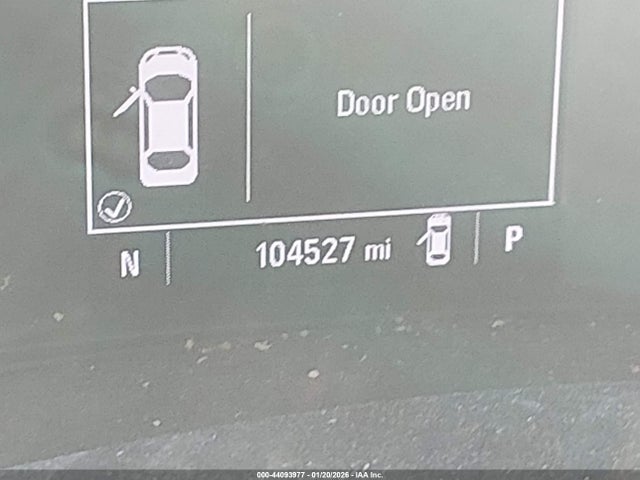 Door Open
N 104527 mi P
000-44093977 - 01/20/2026 - IAA Inc.